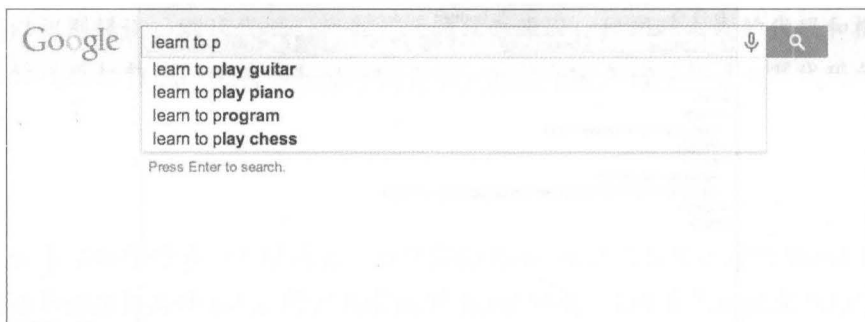 Google
learn to p
learn to play guitar
learn to play piano
learn to program
learn to play chess
Press Enter to search.